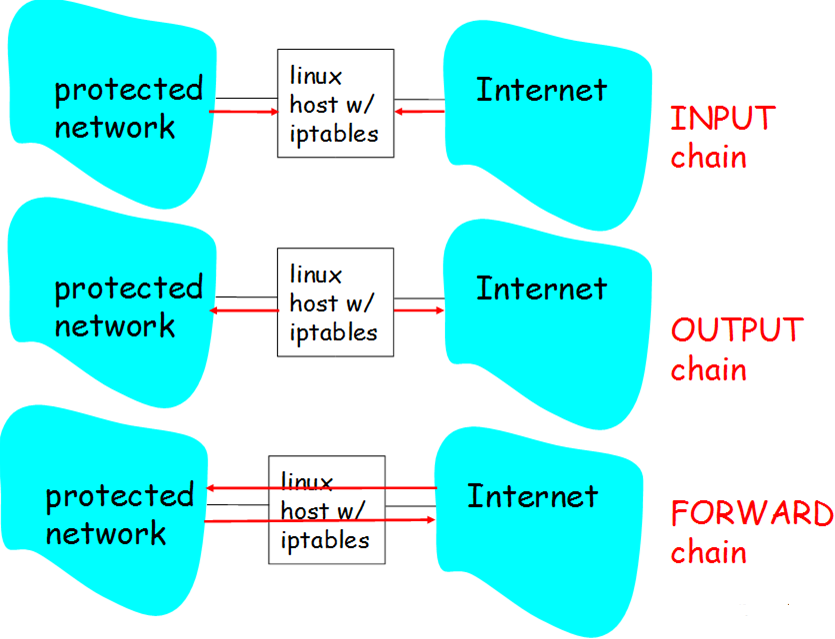 protected
network
linux
host w/
iptables
Internet
INPUT
chain
protected
network
linux
host w/
iptables
Internet
OUTPUT
chain
protected
network
linux
host w/
iptables
Internet
FORWARD
chain